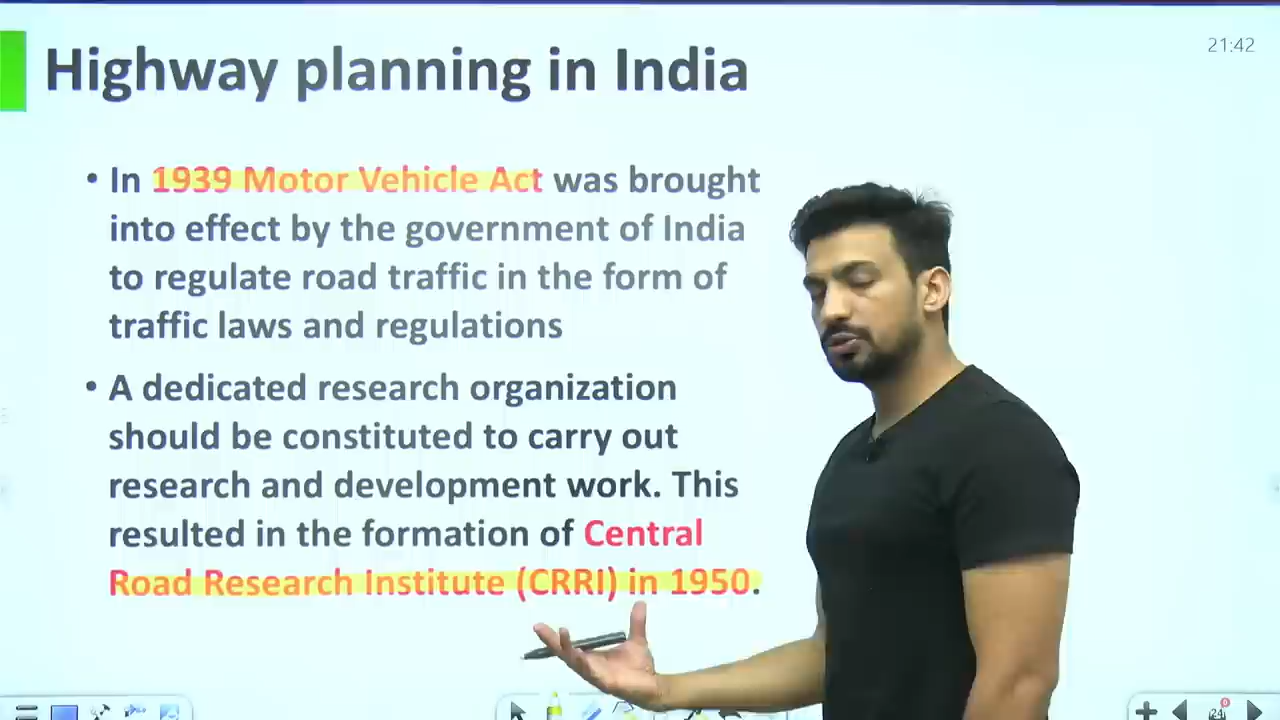 Highway planning in India
21:42
• In 1939 Motor Vehicle Act was brought
into effect by the government of India
to regulate road traffic in the form of
traffic laws and regulations
• A dedicated research organization
should be constituted to carry out
research and development work. This
resulted in the formation of Central
Road Research Institute (CRRI) in 1950.
24